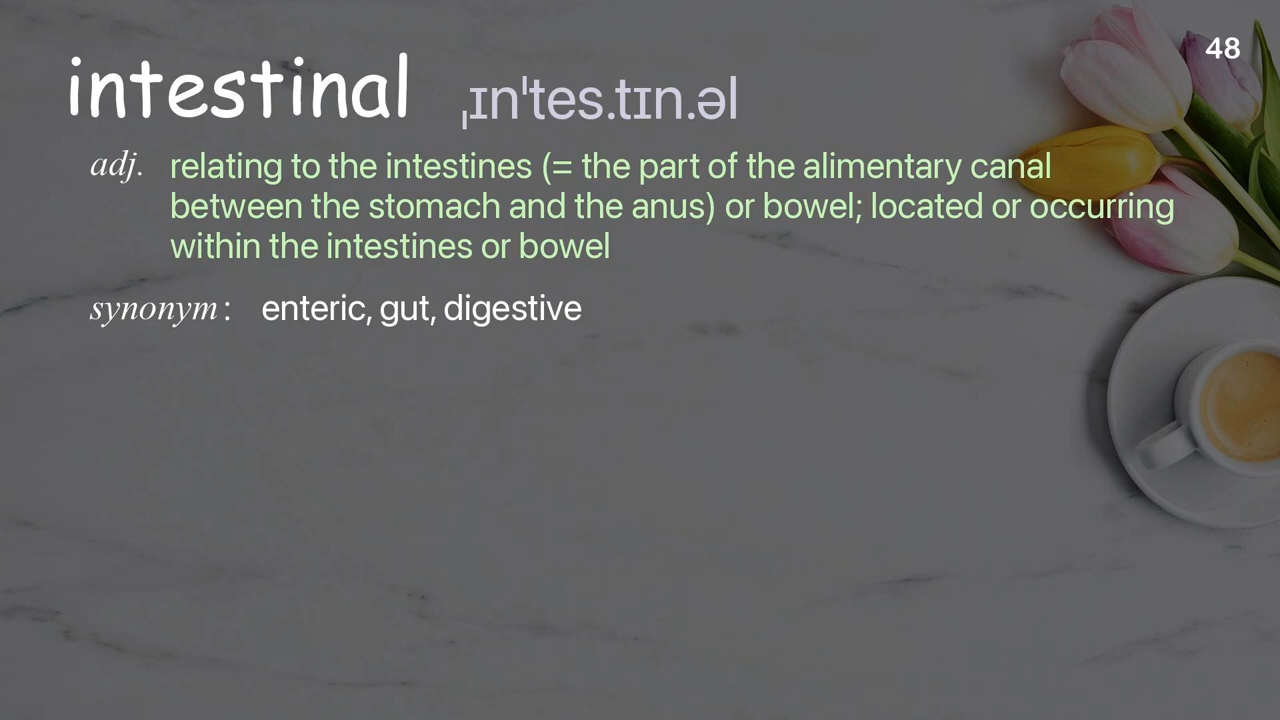 48
intestinal ˌɪnˈtes.tɪn.əl
adj. relating to the intestines (= the part of the alimentary canal
between the stomach and the anus) or bowel; located or occurring
within the intestines or bowel
synonym: enteric, gut, digestive